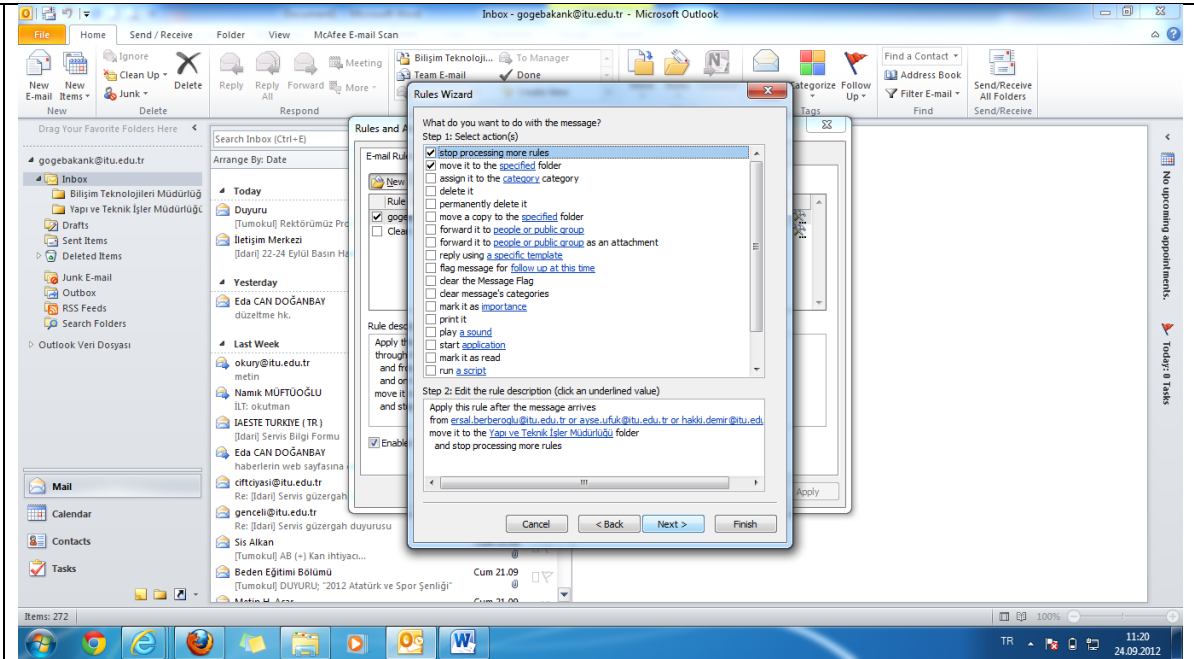 Inbox - gogebakank@itu.edu.tr - Microsoft Outlook
File Home Send / Receive Folder View McAfee E-mail Scan
New E-mail
New Items
New
Ignore
Clean Up
Junk
Delete
Delete
Reply
Reply All
Forward
Meeting
More
Respond
Bilişim Teknoloji...
To Manager
Team E-mail
Done
Categorize
Follow Up
Tags
Find a Contact
Address Book
Filter E-mail
Find
Send/Receive All Folders
Send/Receive
Drag Your Favorite Folders Here
gogebakank@itu.edu.tr
Inbox
Bilişim Teknolojileri Müdürlüğ
Yapı ve Teknik İşler Müdürlüğü
Drafts
Sent Items
Deleted Items
Junk E-mail
Outbox
RSS Feeds
Search Folders
Outlook Veri Dosyası
Mail
Calendar
Contacts
Tasks
Search Inbox (Ctrl+E)
Arrange By: Date
Today
Duyuru
[Tumokul] Rektörümüz Pro
İletişim Merkezi
[Idari] 22-24 Eylül Basın Ha
Yesterday
Eda CAN DOĞANBAY
düzeltme hk.
Last Week
okury@itu.edu.tr
metin
Namık MÜFTÜOĞLU
İLT: okutman
IAESTE TURKIYE ( TR )
[Idari] Servis Bilgi Formu
Eda CAN DOĞANBAY
haberlerin web sayfasına
ciftciyasi@itu.edu.tr
Re: [Idari] Servis güzergah
genceli@itu.edu.tr
Re: [Idari] Servis güzergah duyurusu
Sis Alkan
[Tumokul] AB (+) Kan ihtiyacı...
Beden Eğitimi Bölümü Cum 21.09
[Tumokul] DUYURU; "2012 Atatürk ve Spor Şenliği"
Metin H. Acar Cum 21.09
Rules and A
E-mail Rul
New
Rule
goge
Clea
Rule desc
Apply th
through
and fro
and on
move it
and st
Enable
Apply
Rules Wizard
What do you want to do with the message?
Step 1: Select action(s)
stop processing more rules
move it to the specified folder
assign it to the category category
delete it
permanently delete it
move a copy to the specified folder
forward it to people or public group
forward it to people or public group as an attachment
reply using a specific template
flag message for follow up at this time
clear the Message Flag
clear message's categories
mark it as importance
print it
play a sound
start application
mark it as read
run a script
Step 2: Edit the rule description (click an underlined value)
Apply this rule after the message arrives
from ersal.berberoglu@itu.edu.tr or ayse.ufuk@itu.edu.tr or hakki.demir@itu.edu
move it to the Yapı ve Teknik İşler Müdürlüğü folder
and stop processing more rules
Cancel < Back Next > Finish
No upcoming appointments.
Today: 0 Tasks
Items: 272
100%
TR
11:20
24.09.2012